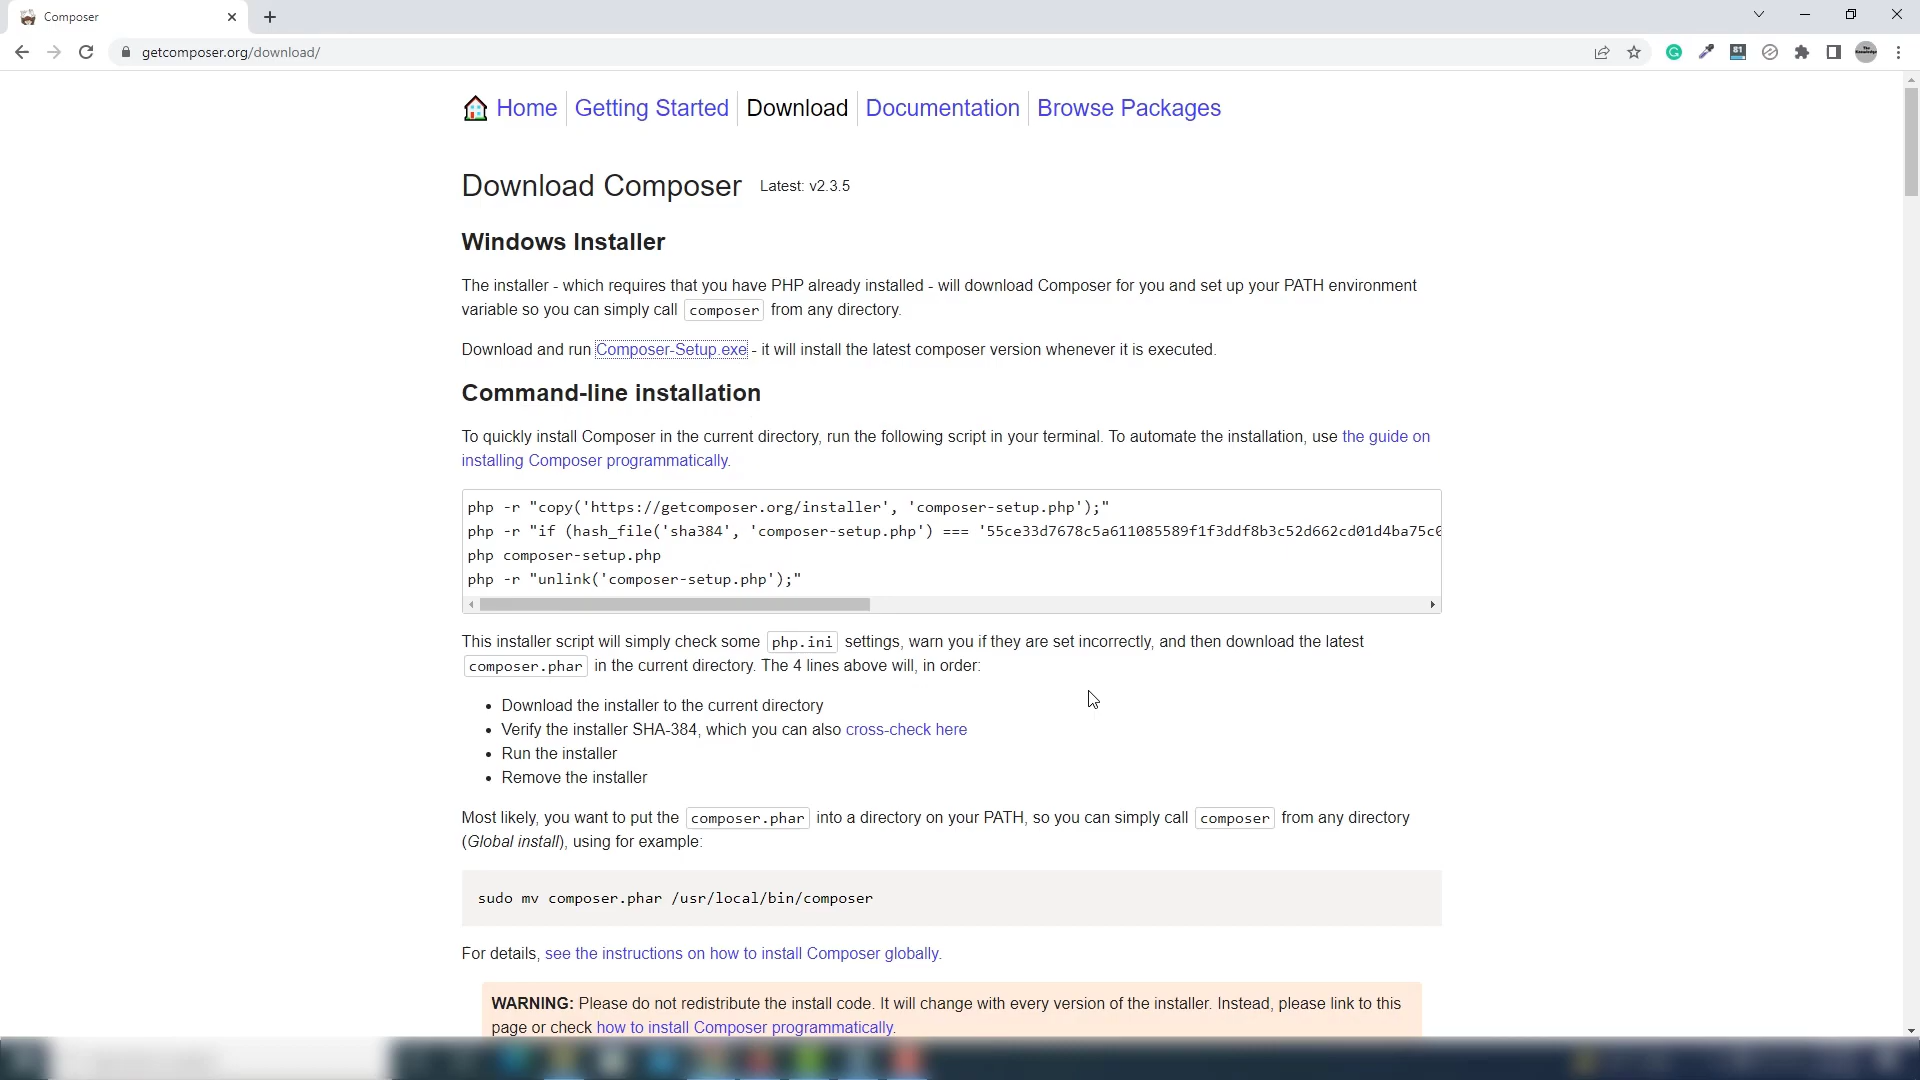 Composer
getcomposer.org/download/
Home
Getting Started
Download
Documentation
Browse Packages
Download Composer Latest: v2.3.5
Windows Installer
The installer - which requires that you have PHP already installed - will download Composer for you and set up your PATH environment
variable so you can simply call composer from any directory.
Download and run Composer-Setup.exe - it will install the latest composer version whenever it is executed.
Command-line installation
To quickly install Composer in the current directory, run the following script in your terminal. To automate the installation, use the guide on
installing Composer programmatically.
php -r "copy('https://getcomposer.org/installer', 'composer-setup.php');"
php -r "if (hash_file('sha384', 'composer-setup.php') === '55ce33d7678c5a611085589f1f3ddf8b3c52d662cd01d4ba75c0
php composer-setup.php
php -r "unlink('composer-setup.php');"
This installer script will simply check some php.ini settings, warn you if they are set incorrectly, and then download the latest
composer.phar in the current directory. The 4 lines above will, in order:
• Download the installer to the current directory
• Verify the installer SHA-384, which you can also cross-check here
• Run the installer
• Remove the installer
Most likely, you want to put the composer.phar into a directory on your PATH, so you can simply call composer from any directory
(Global install), using for example:
sudo mv composer.phar /usr/local/bin/composer
For details, see the instructions on how to install Composer globally.
WARNING: Please do not redistribute the install code. It will change with every version of the installer. Instead, please link to this
page or check how to install Composer programmatically.